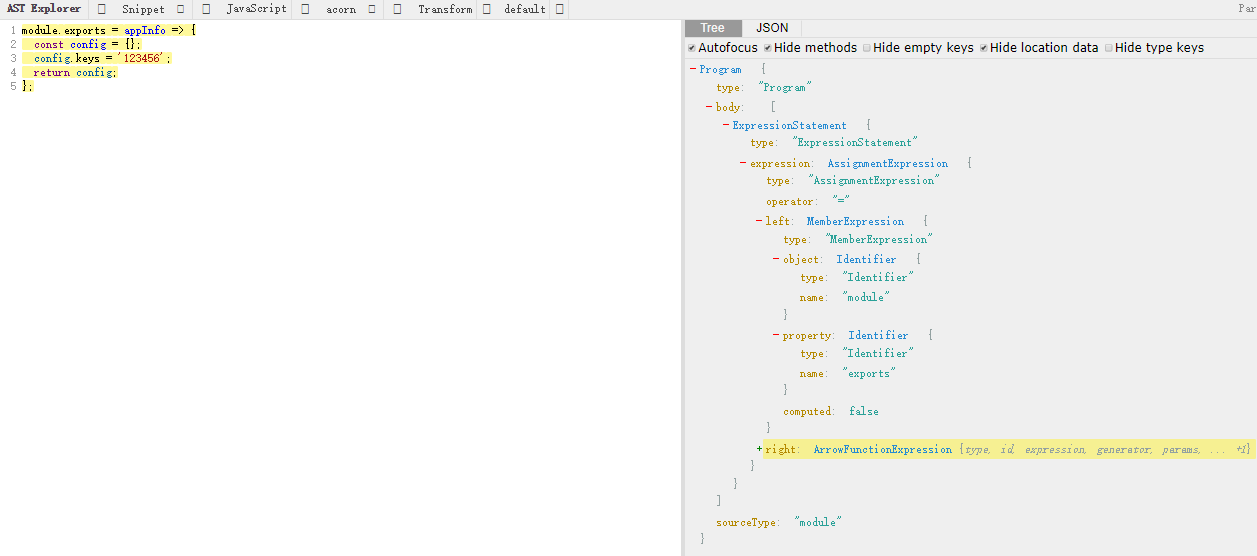 AST Explorer Snippet JavaScript acorn Transform default Par
1 module.exports = appInfo => {
2 const config = {};
3 config.keys = '123456';
4 return config;
5 };
Tree JSON
Autofocus Hide methods Hide empty keys Hide location data Hide type keys
− Program {
type: "Program"
− body: [
− ExpressionStatement {
type: "ExpressionStatement"
− expression: AssignmentExpression {
type: "AssignmentExpression"
operator: "="
− left: MemberExpression {
type: "MemberExpression"
− object: Identifier {
type: "Identifier"
name: "module"
}
− property: Identifier {
type: "Identifier"
name: "exports"
}
computed: false
}
+ right: ArrowFunctionExpression {type, id, expression, generator, params, ... +1}
}
}
]
sourceType: "module"
}